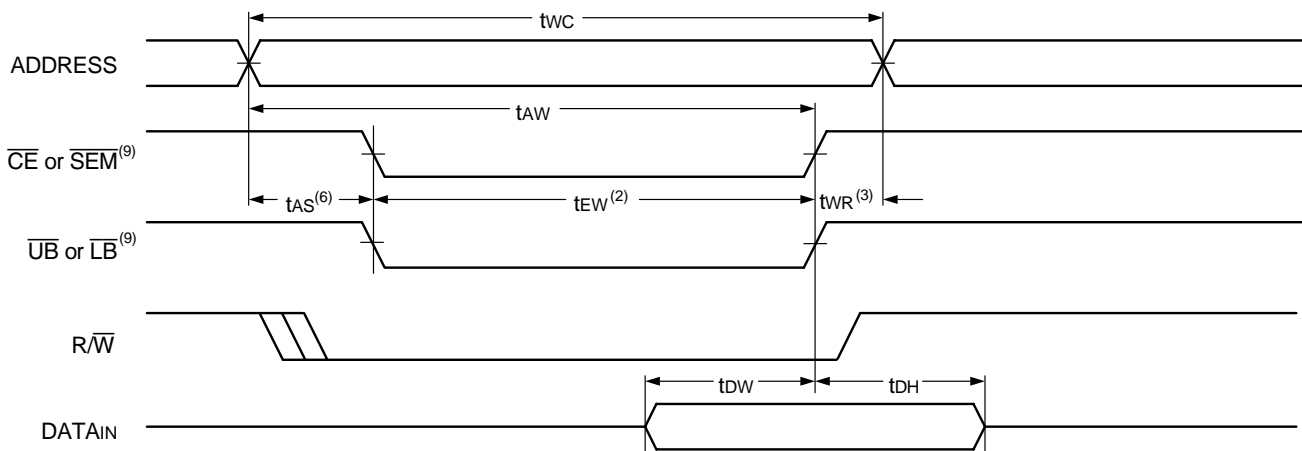 tWC
ADDRESS
tAW
CE or SEM(9)
tAS(6) tEW(2) tWR(3)
UB or LB(9)
R/W
tDW tDH
DATAIN